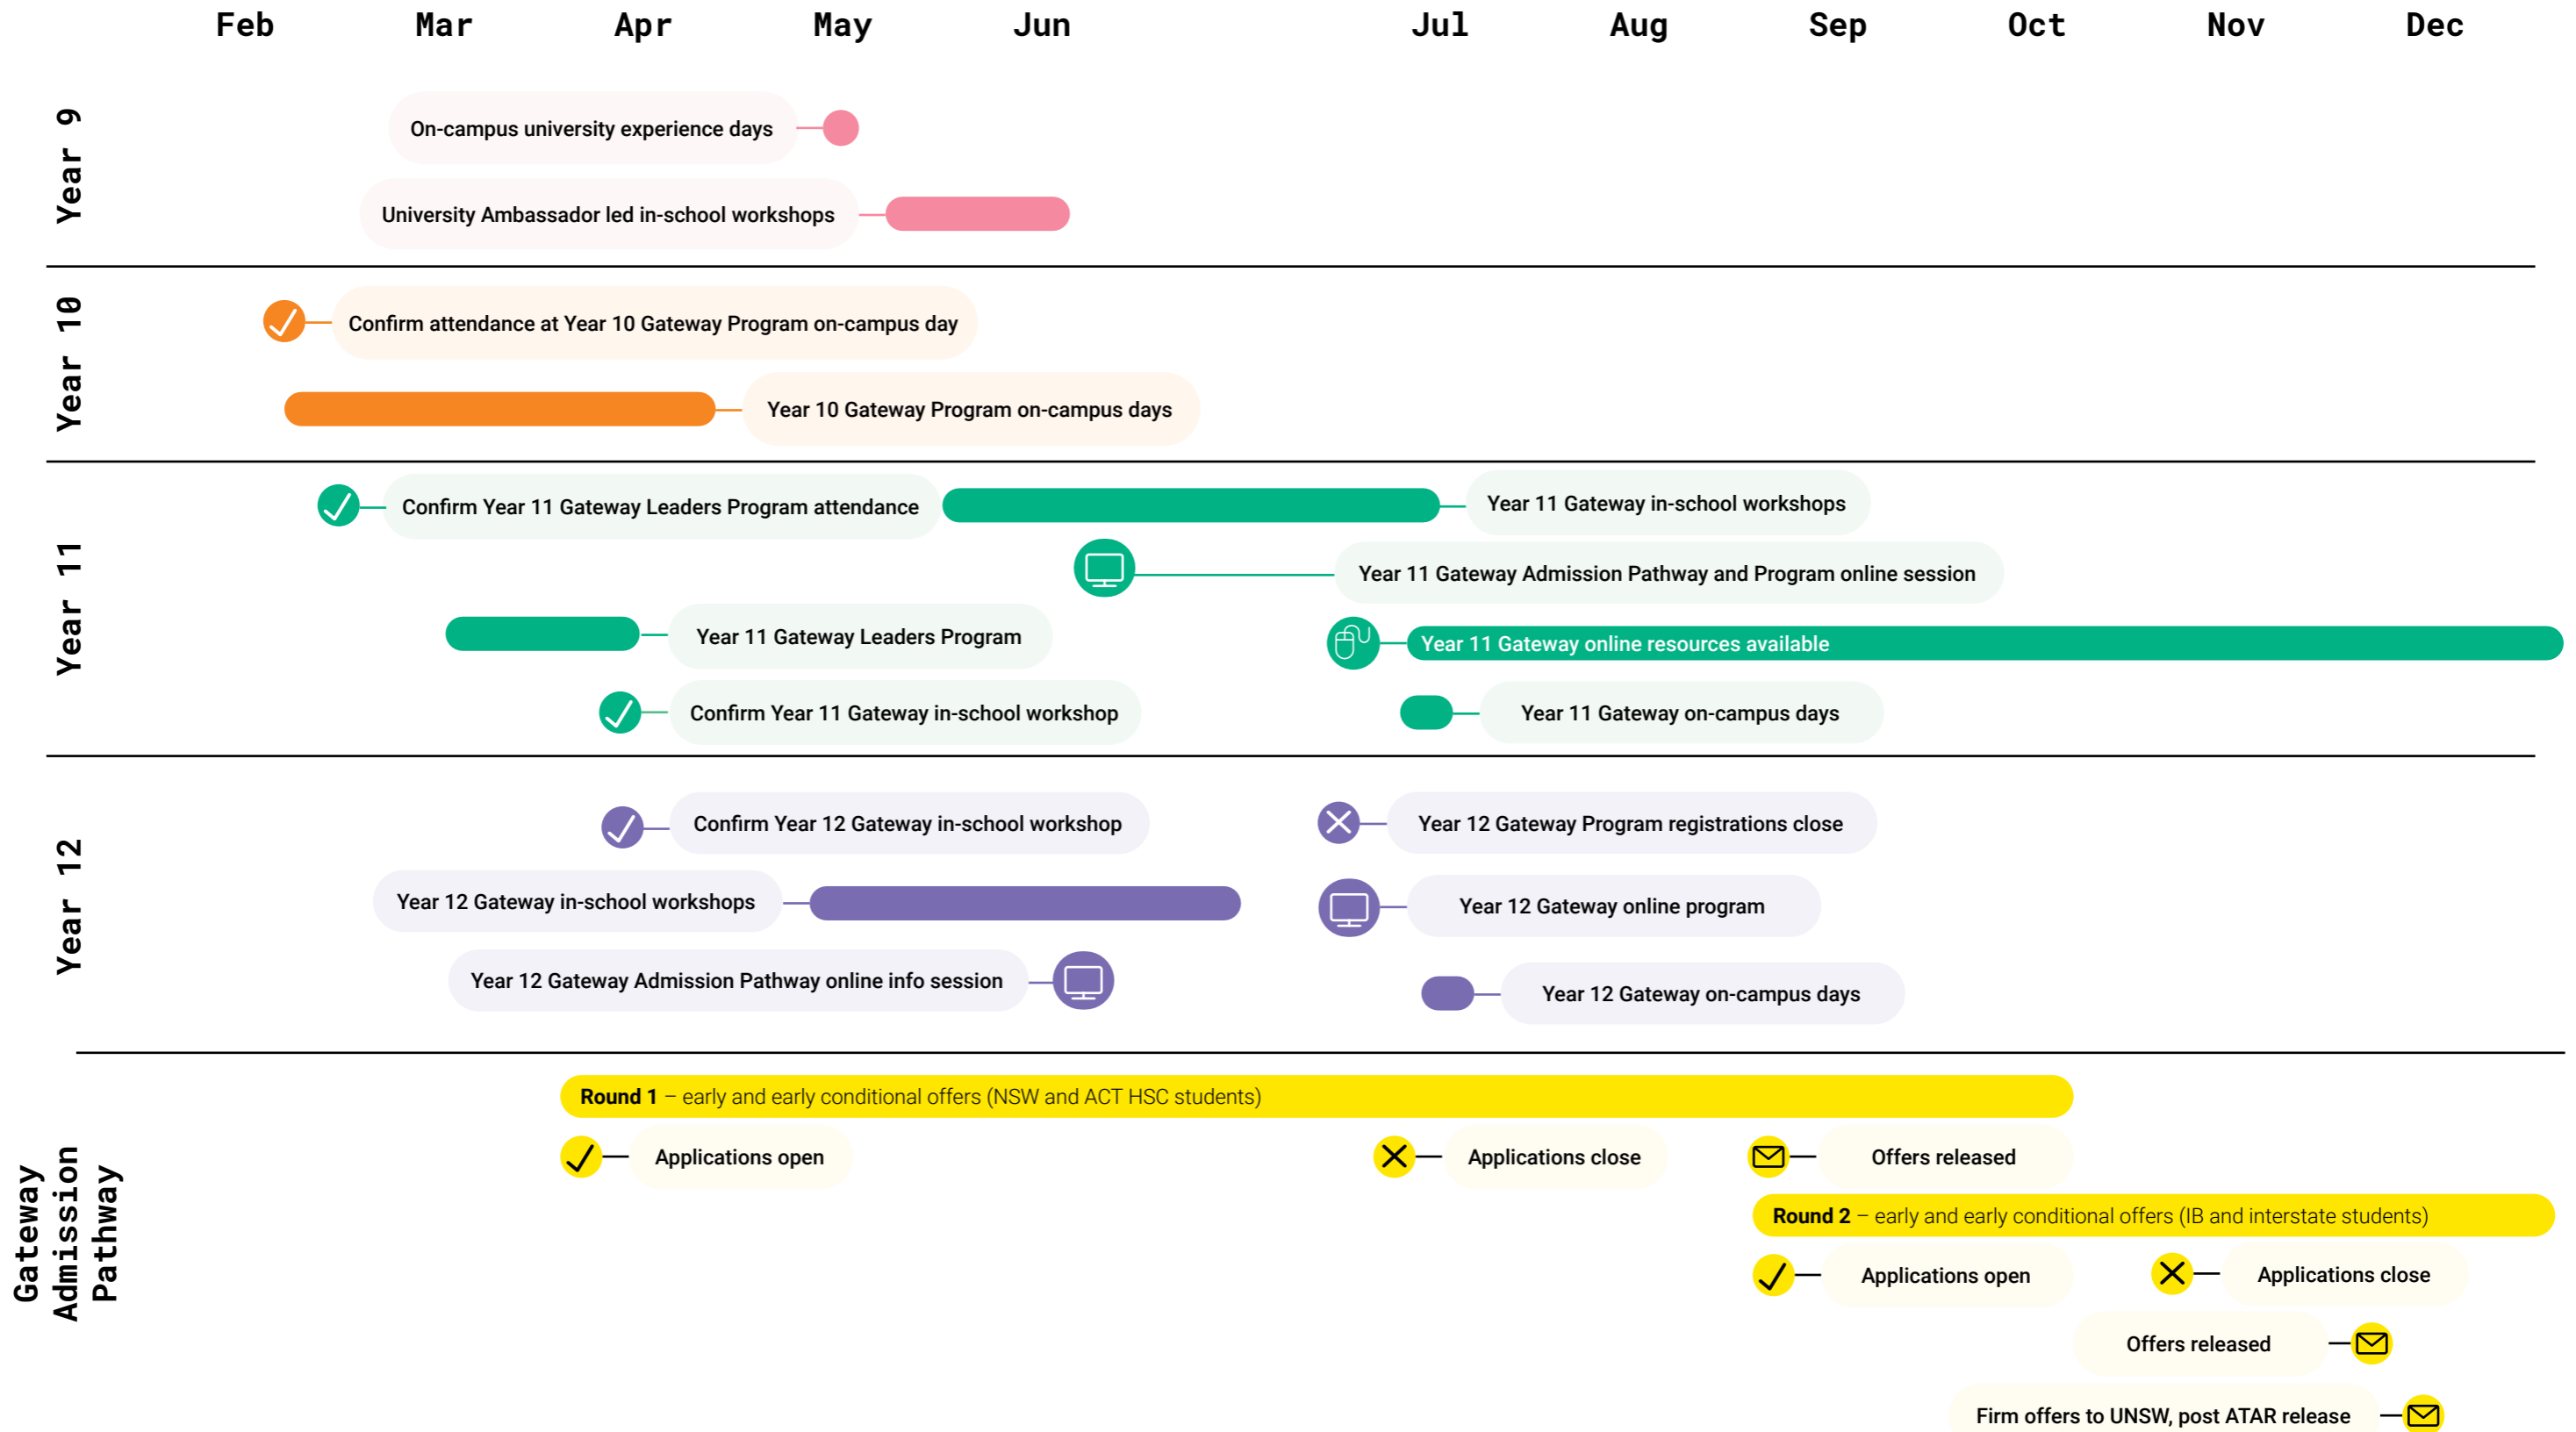 Feb Mar Apr May Jun Jul Aug Sep Oct Nov Dec
Year 9
On-campus university experience days
University Ambassador led in-school workshops
Year 10
Confirm attendance at Year 10 Gateway Program on-campus day
Year 10 Gateway Program on-campus days
Year 11
Confirm Year 11 Gateway Leaders Program attendance
Year 11 Gateway in-school workshops
Year 11 Gateway Admission Pathway and Program online session
Year 11 Gateway Leaders Program
Year 11 Gateway online resources available
Confirm Year 11 Gateway in-school workshop
Year 11 Gateway on-campus days
Year 12
Confirm Year 12 Gateway in-school workshop
Year 12 Gateway Program registrations close
Year 12 Gateway in-school workshops
Year 12 Gateway online program
Year 12 Gateway Admission Pathway online info session
Year 12 Gateway on-campus days
Gateway
Admission
Pathway
Round 1 – early and early conditional offers (NSW and ACT HSC students)
Applications open
Applications close
Offers released
Round 2 – early and early conditional offers (IB and interstate students)
Applications open
Applications close
Offers released
Firm offers to UNSW, post ATAR release